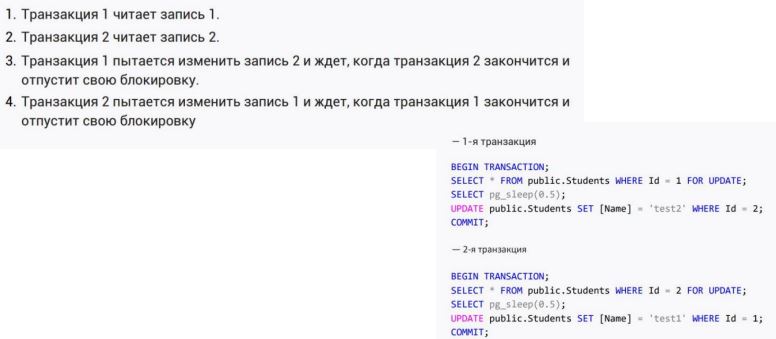 1. Транзакция 1 читает запись 1.
2. Транзакция 2 читает запись 2.
3. Транзакция 1 пытается изменить запись 2 и ждет, когда транзакция 2 закончится и
отпустит свою блокировку.
4. Транзакция 2 пытается изменить запись 1 и ждет, когда транзакция 1 закончится и
отпустит свою блокировку
— 1-я транзакция
BEGIN TRANSACTION;
SELECT * FROM public.Students WHERE Id = 1 FOR UPDATE;
SELECT pg_sleep(0.5);
UPDATE public.Students SET [Name] = 'test2' WHERE Id = 2;
COMMIT;
— 2-я транзакция
BEGIN TRANSACTION;
SELECT * FROM public.Students WHERE Id = 2 FOR UPDATE;
SELECT pg_sleep(0.5);
UPDATE public.Students SET [Name] = 'test1' WHERE Id = 1;
COMMIT;